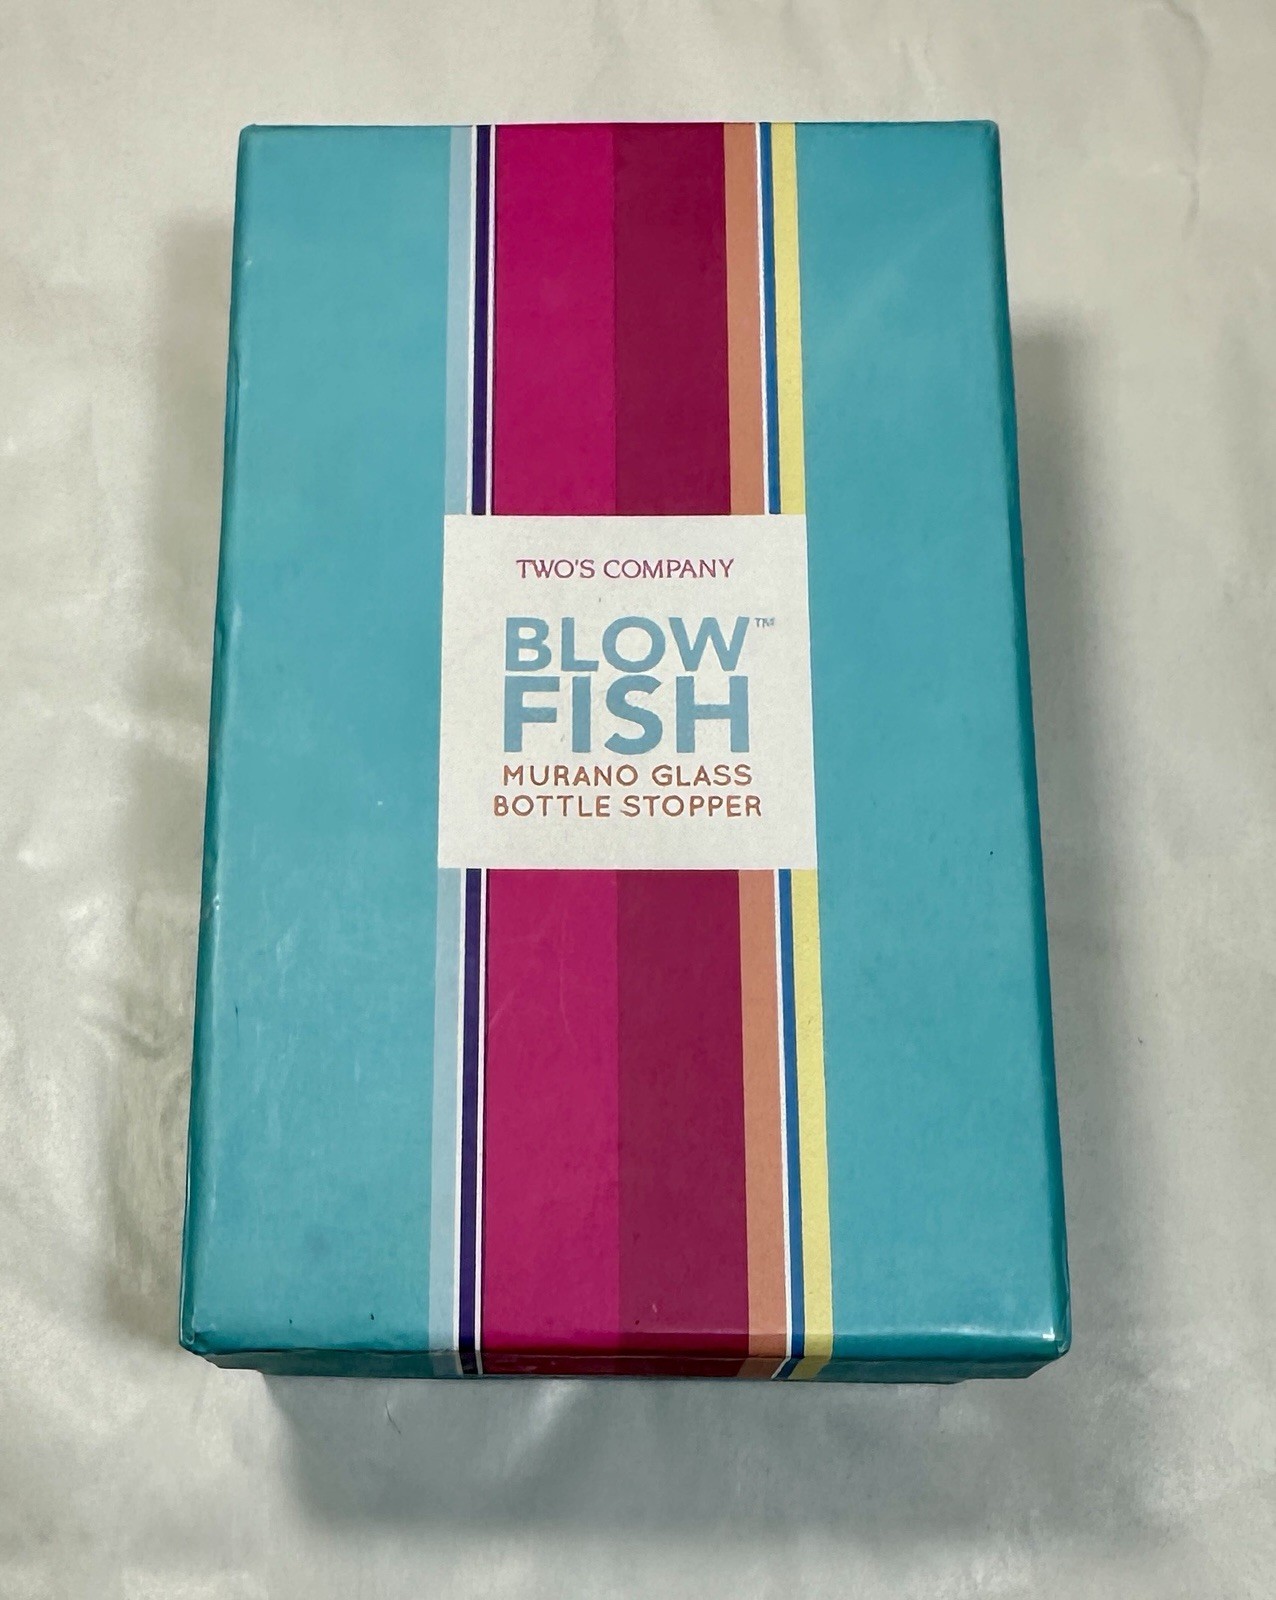 TWO'S COMPANY
BLOW™
FISH
MURANO GLASS
BOTTLE STOPPER